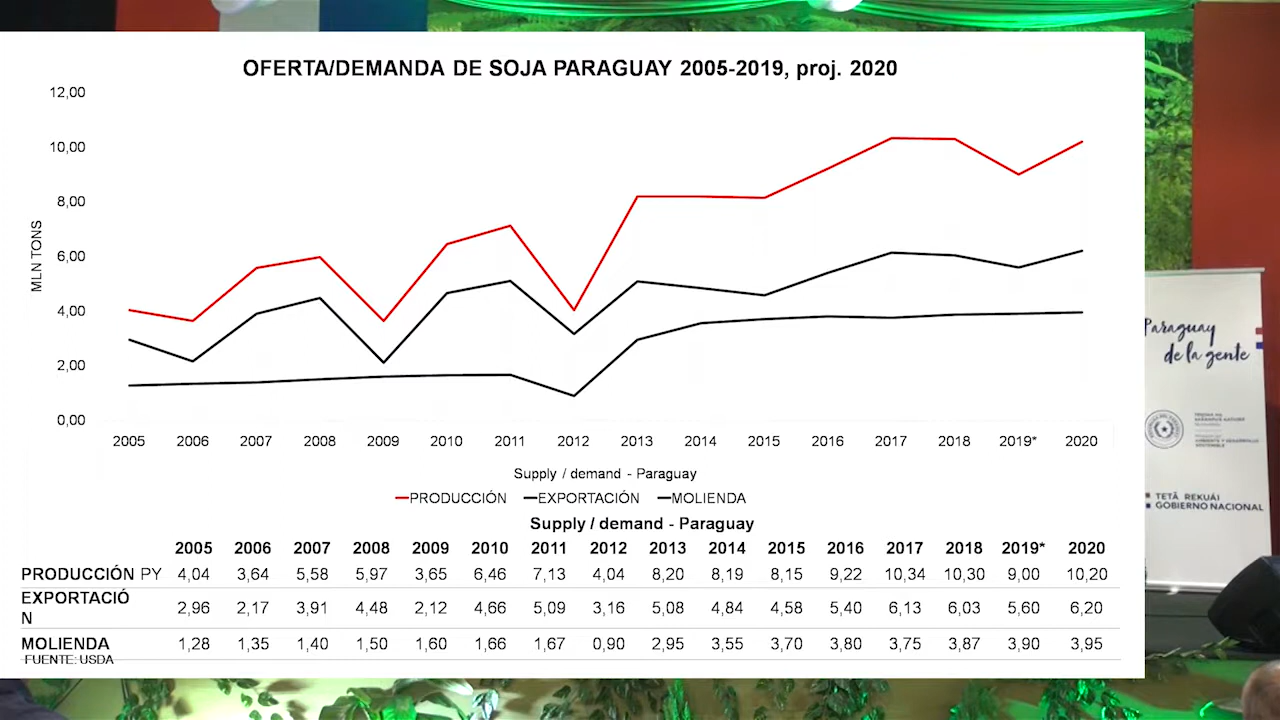 OFERTA/DEMANDA DE SOJA PARAGUAY 2005-2019, proj. 2020
12,00
10,00
8,00
6,00
4,00
2,00
0,00
MLN TONS
2005 2006 2007 2008 2009 2010 2011 2012 2013 2014 2015 2016 2017 2018 2019* 2020
Supply / demand - Paraguay
PRODUCCIÓN EXPORTACIÓN MOLIENDA
Supply / demand - Paraguay
2005 2006 2007 2008 2009 2010 2011 2012 2013 2014 2015 2016 2017 2018 2019* 2020
PRODUCCIÓN PY 4,04 3,64 5,58 5,97 3,65 6,46 7,13 4,04 8,20 8,19 8,15 9,22 10,34 10,30 9,00 10,20
EXPORTACIÓ
N 2,96 2,17 3,91 4,48 2,12 4,66 5,09 3,16 5,08 4,84 4,58 5,40 6,13 6,03 5,60 6,20
MOLIENDA 1,28 1,35 1,40 1,50 1,60 1,66 1,67 0,90 2,95 3,55 3,70 3,80 3,75 3,87 3,90 3,95
FUENTE: USDA
Paraguay
de la gente
TETÃ REKUÁI
GOBIERNO NACIONAL